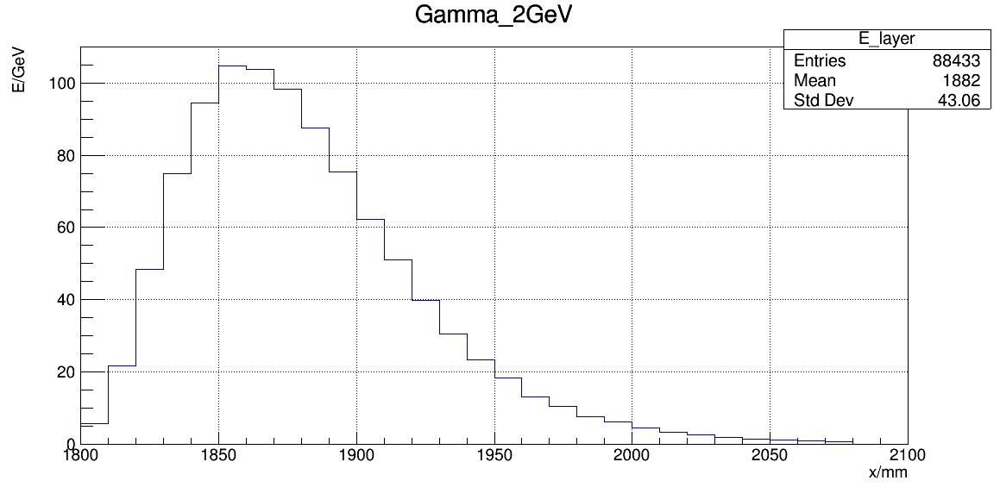 Gamma_2GeV
E_layer
Entries 88433
Mean 1882
Std Dev 43.06
E/GeV
100
80
60
40
20
0
1800 1850 1900 1950 2000 2050 2100
x/mm